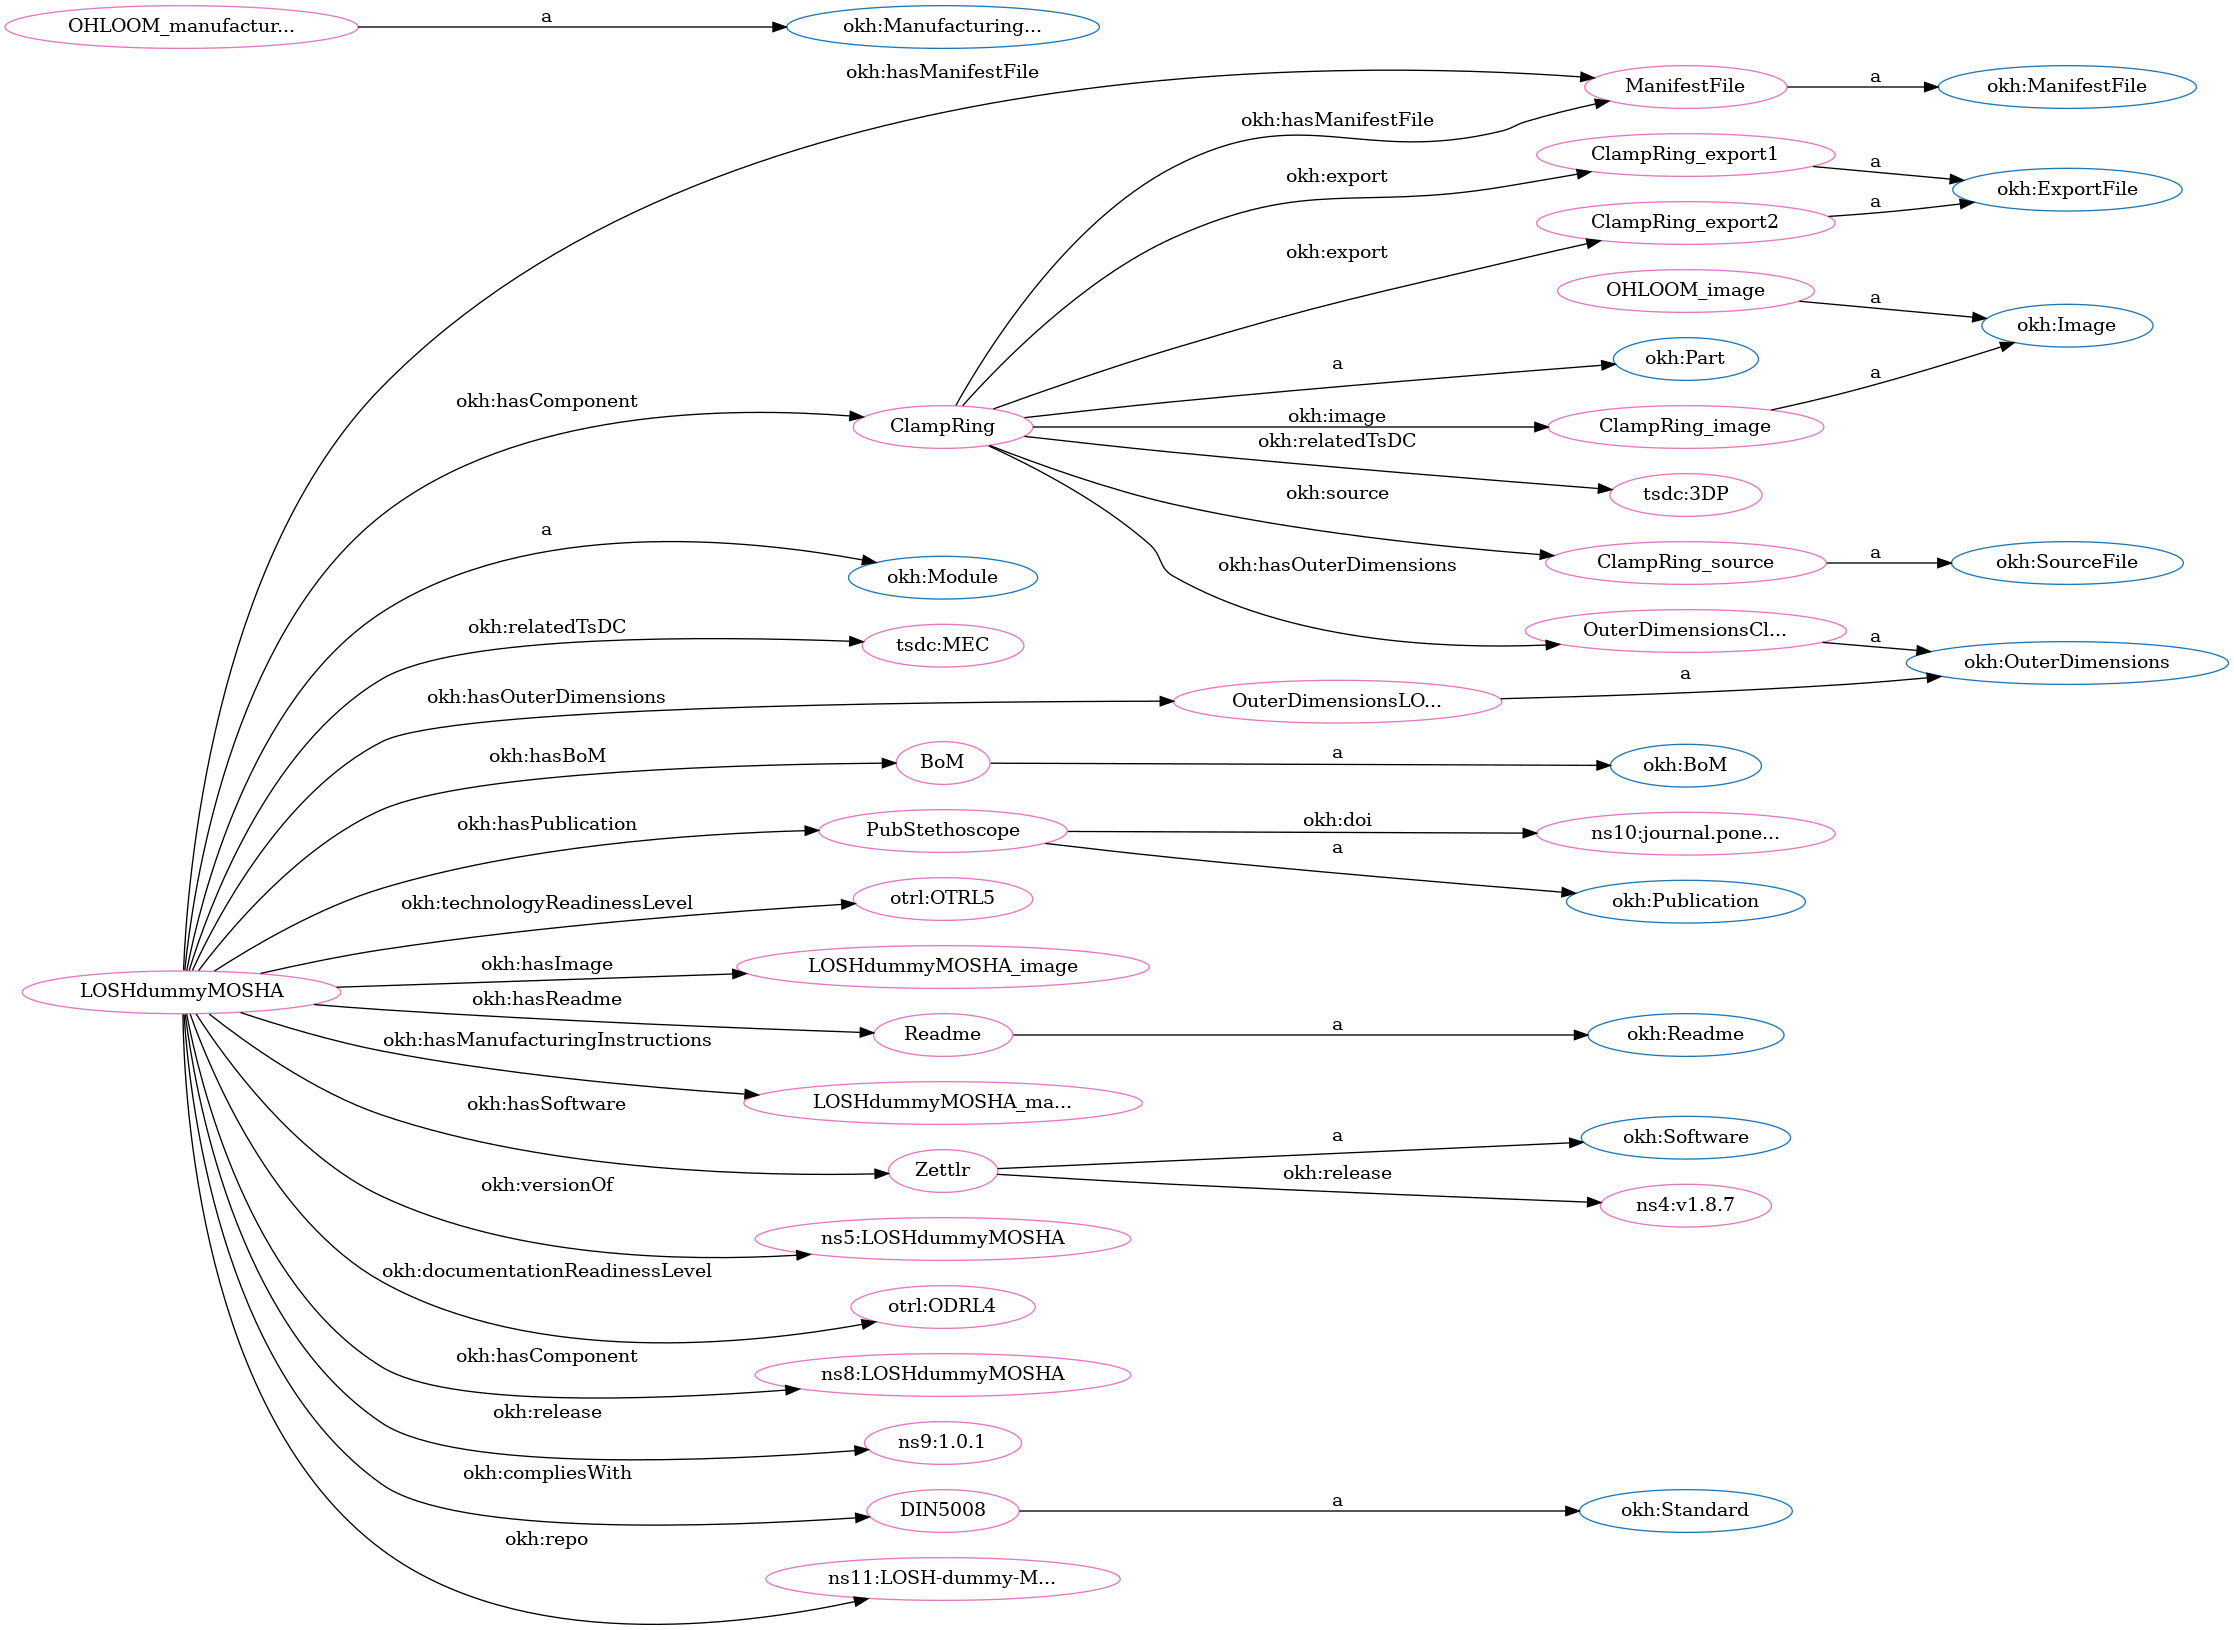 OHLOOM_manufactur...
a
okh:Manufacturing...
okh:hasManifestFile
ManifestFile
a
okh:ManifestFile
okh:hasManifestFile
ClampRing_export1
a
okh:export
okh:ExportFile
ClampRing_export2
a
okh:export
OHLOOM_image
a
okh:Image
okh:Part
a
a
okh:hasComponent
ClampRing
okh:image
ClampRing_image
okh:relatedTsDC
tsdc:3DP
okh:source
a
okh:Module
okh:hasOuterDimensions
ClampRing_source
a
okh:SourceFile
okh:relatedTsDC
tsdc:MEC
OuterDimensionsCl...
a
okh:OuterDimensions
okh:hasOuterDimensions
OuterDimensionsLO...
a
okh:hasBoM
BoM
a
okh:BoM
okh:hasPublication
PubStethoscope
okh:doi
ns10:journal.pone...
a
okh:technologyReadinessLevel
otrl:OTRL5
okh:Publication
okh:hasImage
LOSHdummyMOSHA_image
LOSHdummyMOSHA
okh:hasReadme
Readme
a
okh:Readme
okh:hasManufacturingInstructions
LOSHdummyMOSHA_ma...
okh:hasSoftware
a
okh:Software
Zettlr
okh:release
ns4:v1.8.7
okh:versionOf
ns5:LOSHdummyMOSHA
okh:documentationReadinessLevel
otrl:ODRL4
okh:hasComponent
ns8:LOSHdummyMOSHA
okh:release
ns9:1.0.1
okh:compliesWith
DIN5008
a
okh:Standard
okh:repo
ns11:LOSH-dummy-M...